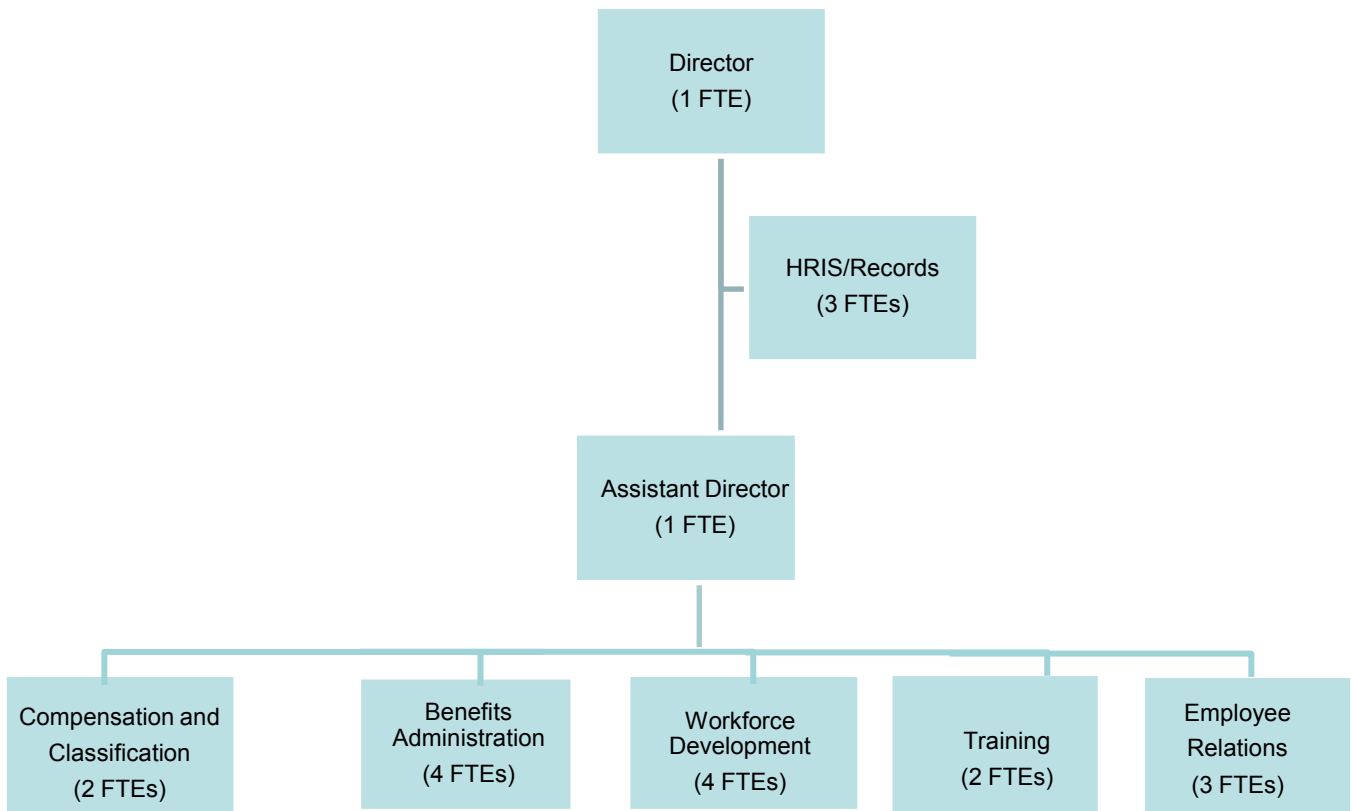 Director
(1 FTE)
HRIS/Records
(3 FTEs)
Assistant Director
(1 FTE)
Compensation and
Classification
(2 FTEs)
Benefits
Administration
(4 FTEs)
Workforce
Development
(4 FTEs)
Training
(2 FTEs)
Employee
Relations
(3 FTEs)